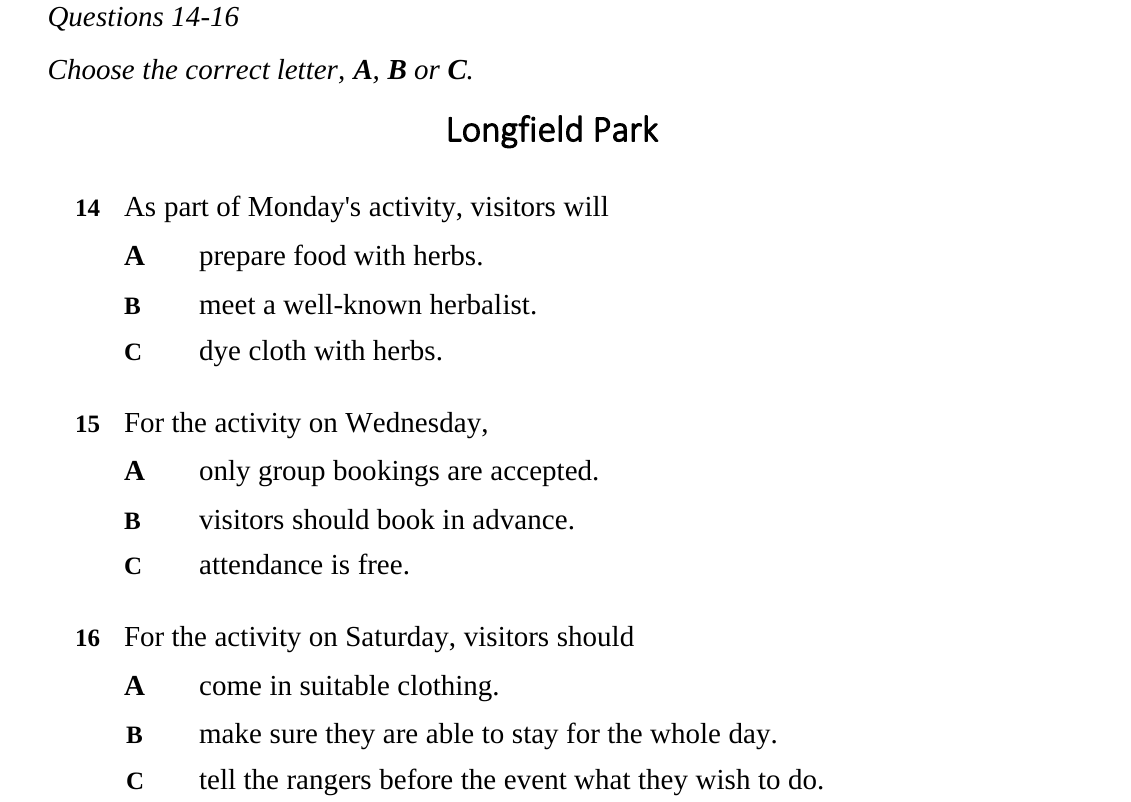 Questions 14-16
Choose the correct letter, A, B or C.
Longfield Park
14 As part of Monday's activity, visitors will
A prepare food with herbs.
B meet a well-known herbalist.
C dye cloth with herbs.
15 For the activity on Wednesday,
A only group bookings are accepted.
B visitors should book in advance.
C attendance is free.
16 For the activity on Saturday, visitors should
A come in suitable clothing.
B make sure they are able to stay for the whole day.
C tell the rangers before the event what they wish to do.